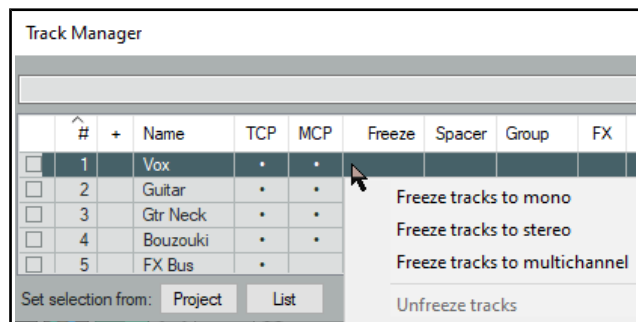 Track Manager
# + Name TCP MCP Freeze Spacer Group FX
1 Vox • •
2 Guitar • •
3 Gtr Neck • •
4 Bouzouki • •
5 FX Bus •
Freeze tracks to mono
Freeze tracks to stereo
Freeze tracks to multichannel
Unfreeze tracks
Set selection from: Project List